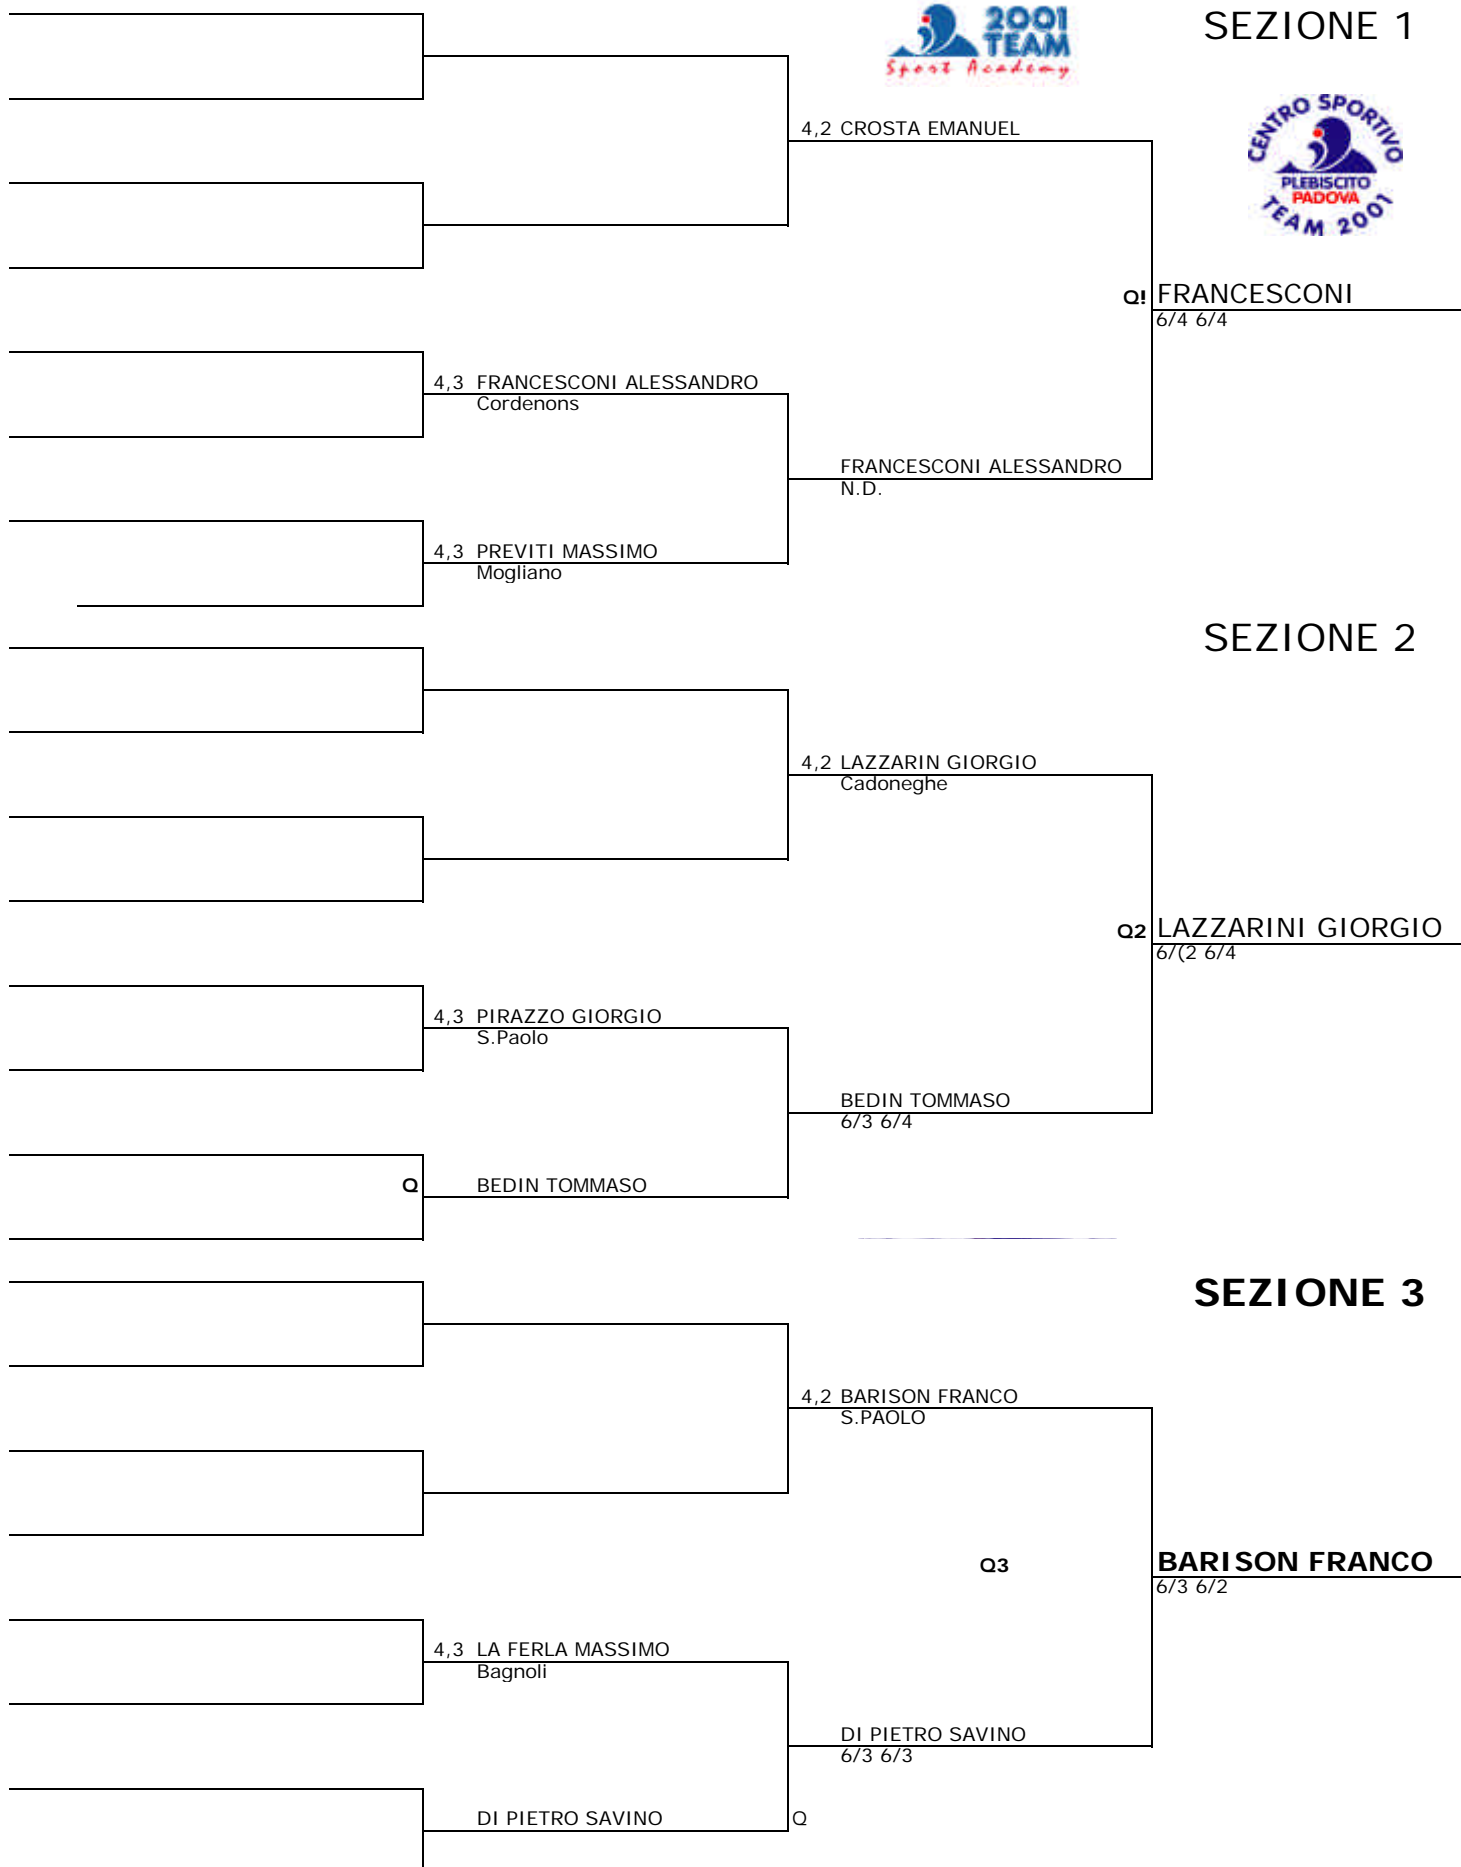 2001
TEAM
Sport Academy
SEZIONE 1
CENTRO SPORTIVO
PLEBISCITO
PADOVA
TEAM 2001
4,2 CROSTA EMANUEL
Q! FRANCESCONI
6/4 6/4
4,3 FRANCESCONI ALESSANDRO
Cordenons
FRANCESCONI ALESSANDRO
N.D.
4,3 PREVITI MASSIMO
Mogliano
SEZIONE 2
4,2 LAZZARIN GIORGIO
Cadoneghe
Q2 LAZZARINI GIORGIO
6/(2 6/4
4,3 PIRAZZO GIORGIO
S.Paolo
BEDIN TOMMASO
6/3 6/4
Q BEDIN TOMMASO
SEZIONE 3
4,2 BARISON FRANCO
S.PAOLO
Q3 BARISON FRANCO
6/3 6/2
4,3 LA FERLA MASSIMO
Bagnoli
DI PIETRO SAVINO
6/3 6/3
DI PIETRO SAVINO Q